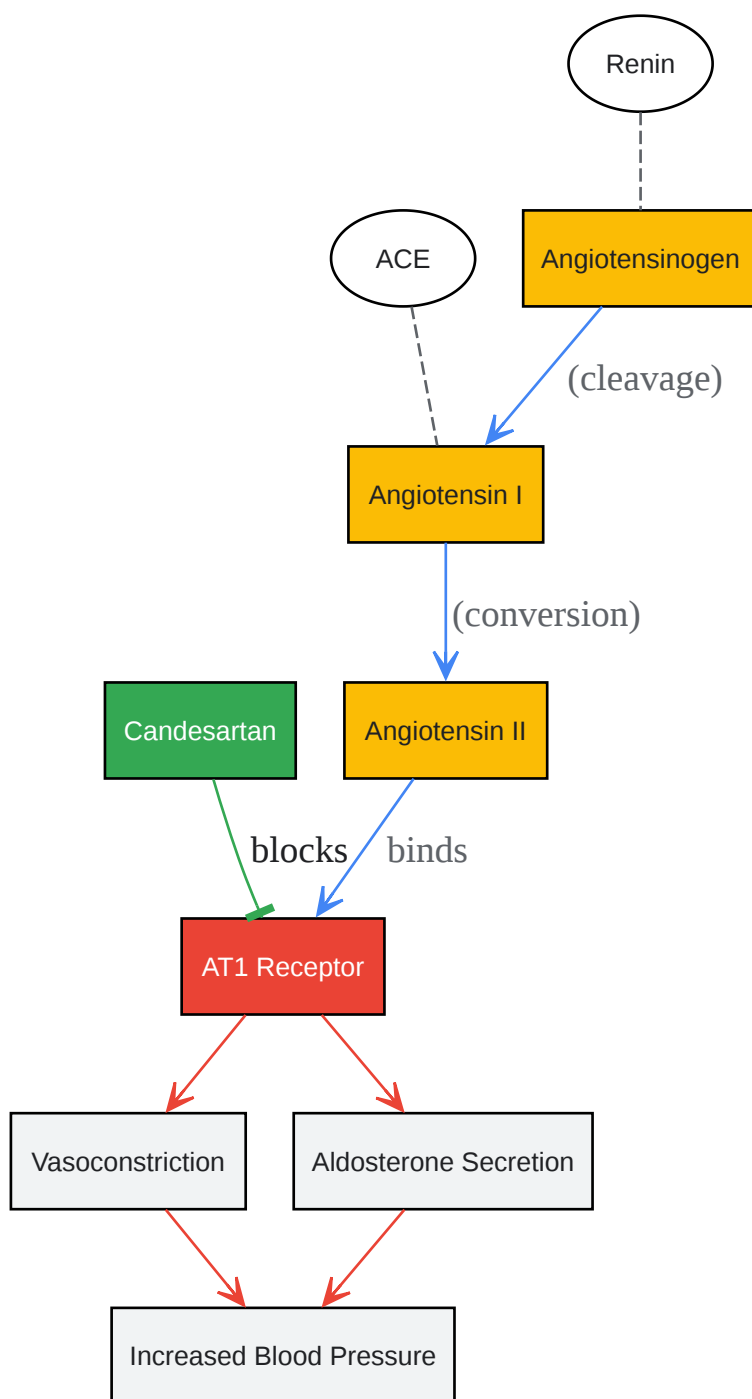 Renin
ACE
Angiotensinogen
(cleavage)
Angiotensin I
(conversion)
Candesartan
Angiotensin II
blocks
binds
AT1 Receptor
Vasoconstriction
Aldosterone Secretion
Increased Blood Pressure